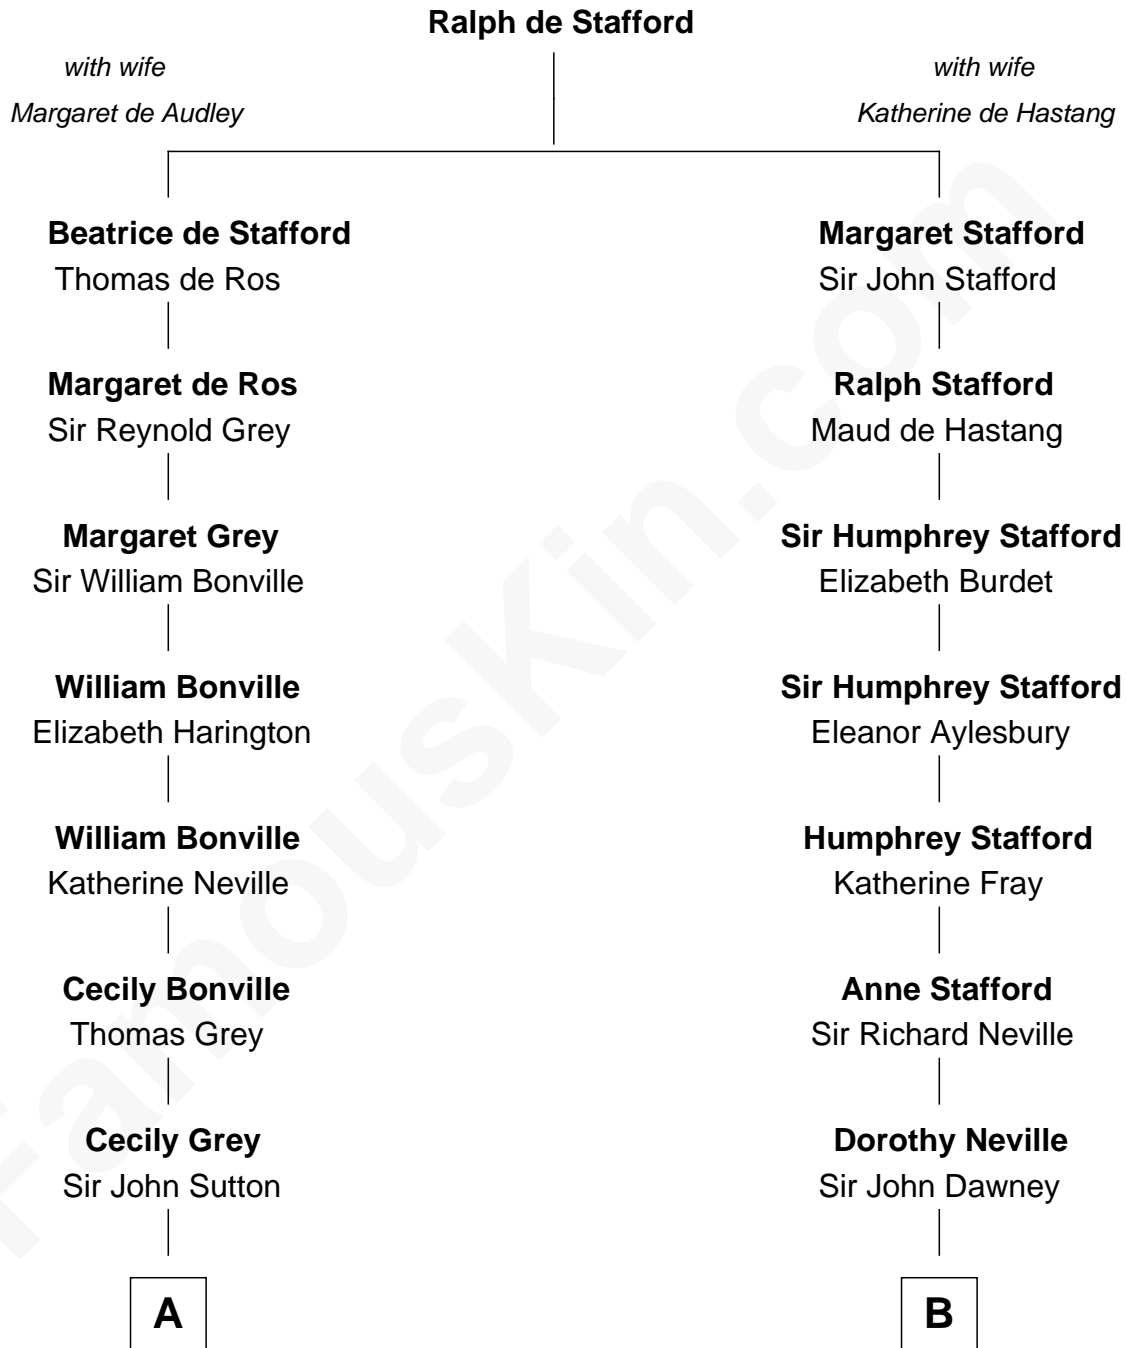 Ralph de Stafford
with wife
Margaret de Audley
with wife
Katherine de Hastang
Beatrice de Stafford
Thomas de Ros
Margaret Stafford
Sir John Stafford
Margaret de Ros
Sir Reynold Grey
Ralph Stafford
Maud de Hastang
Margaret Grey
Sir William Bonville
Sir Humphrey Stafford
Elizabeth Burdet
William Bonville
Elizabeth Harington
Sir Humphrey Stafford
Eleanor Aylesbury
William Bonville
Katherine Neville
Humphrey Stafford
Katherine Fray
Cecily Bonville
Thomas Grey
Anne Stafford
Sir Richard Neville
Cecily Grey
Sir John Sutton
Dorothy Neville
Sir John Dawney
A
B
FamousKin.com